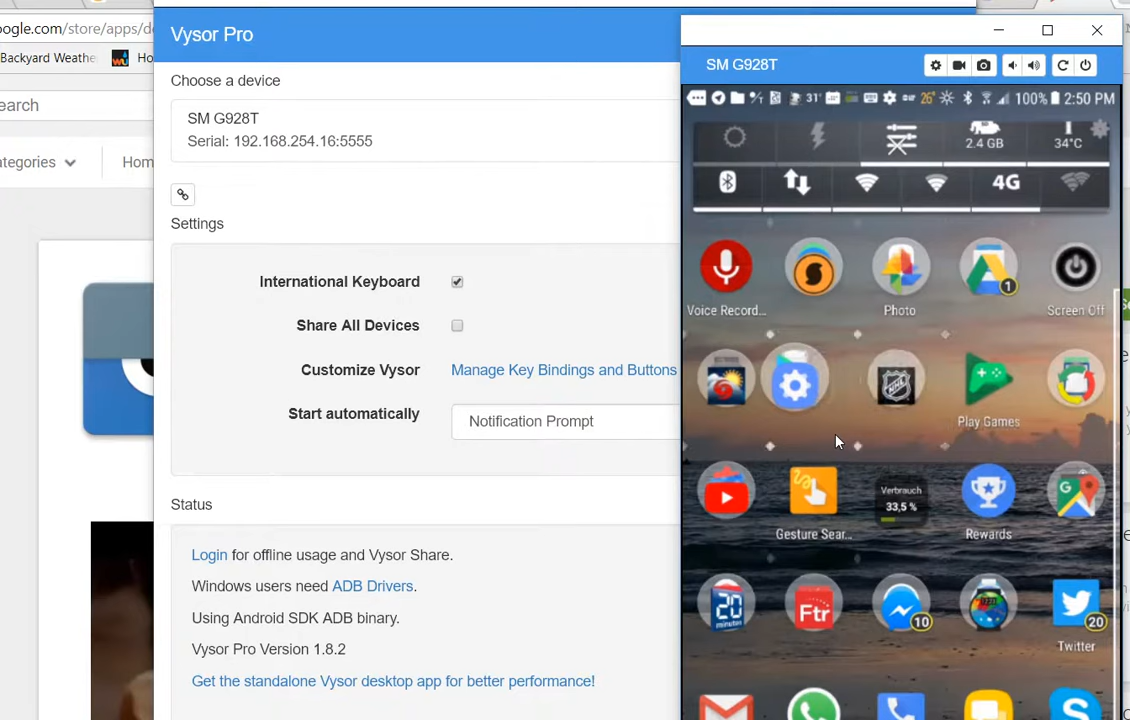 oogle.com/store/apps/d
Backyard Weathe
Ho
earch
ategories
Hom
Vysor Pro
Choose a device
SM G928T
Serial: 192.168.254.16:5555
Settings
International Keyboard
Share All Devices
Customize Vysor Manage Key Bindings and Buttons
Start automatically Notification Prompt
Status
Login for offline usage and Vysor Share.
Windows users need ADB Drivers.
Using Android SDK ADB binary.
Vysor Pro Version 1.8.2
Get the standalone Vysor desktop app for better performance!
SM G928T
31° 26° 100% 2:50 PM
2.4 GB 34°C
4G
1
Voice Record... Photo Screen Off
NHL
Play Games
Verbrauch
33,5 %
G
Gesture Sear... Rewards
20
minuten
Ftr
10
20
Twitter